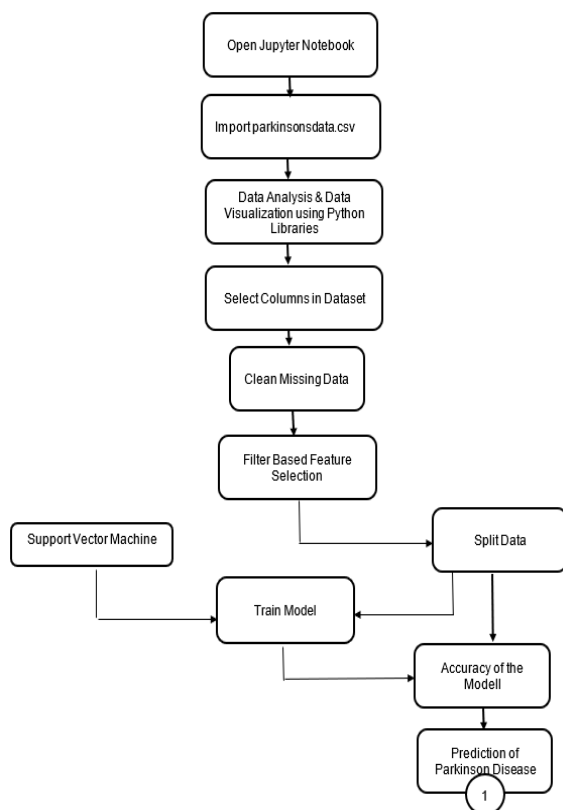 Open Jupyter Notebook
Import parkinsonsdata.csv
Data Analysis & Data
Visualization using Python
Libraries
Select Columns in Dataset
Clean Missing Data
Filter Based Feature
Selection
Support Vector Machine
Split Data
Train Model
Accuracy of the
Modell
Prediction of
Parkinson Disease
1